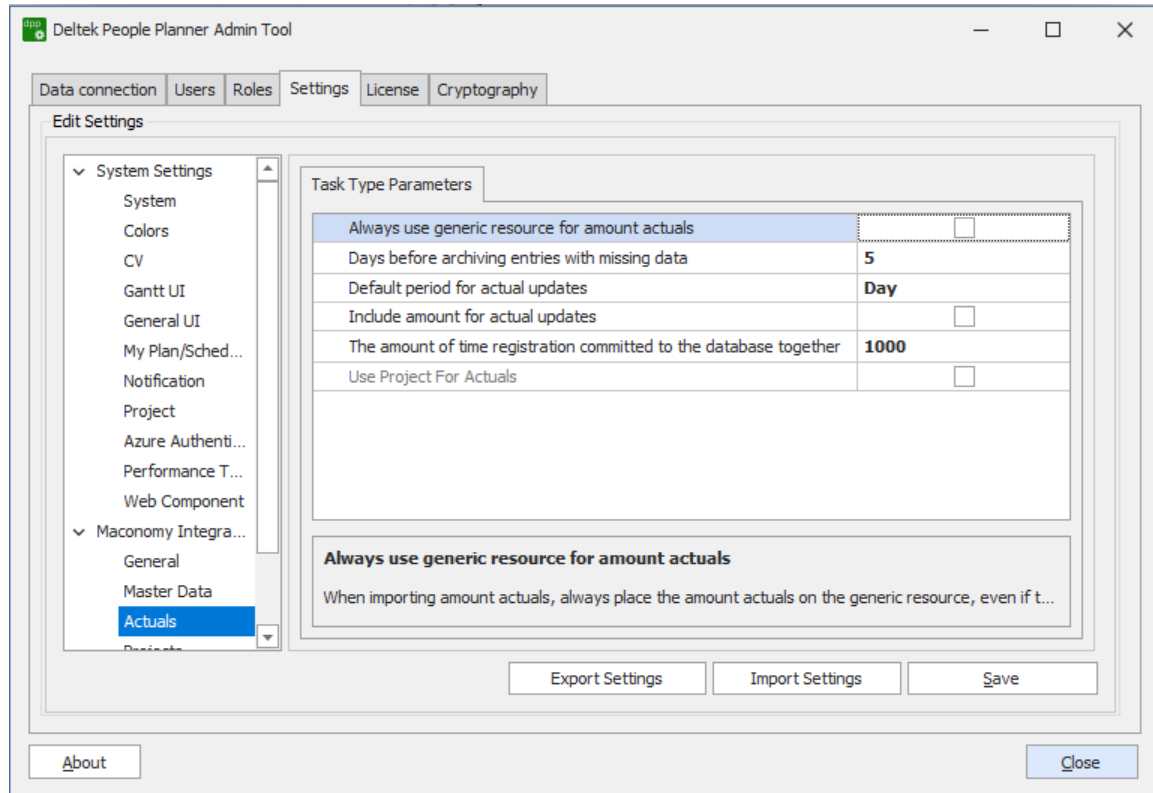 dpp
Deltek People Planner Admin Tool
Data connection Users Roles Settings License Cryptography
Edit Settings
System Settings
System
Colors
CV
Gantt UI
General UI
My Plan/Sched...
Notification
Project
Azure Authenti...
Performance T...
Web Component
Maconomy Integra...
General
Master Data
Actuals
Projects
Task Type Parameters
Always use generic resource for amount actuals
Days before archiving entries with missing data 5
Default period for actual updates Day
Include amount for actual updates
The amount of time registration committed to the database together 1000
Use Project For Actuals
Always use generic resource for amount actuals
When importing amount actuals, always place the amount actuals on the generic resource, even if t...
Export Settings Import Settings Save
About Close